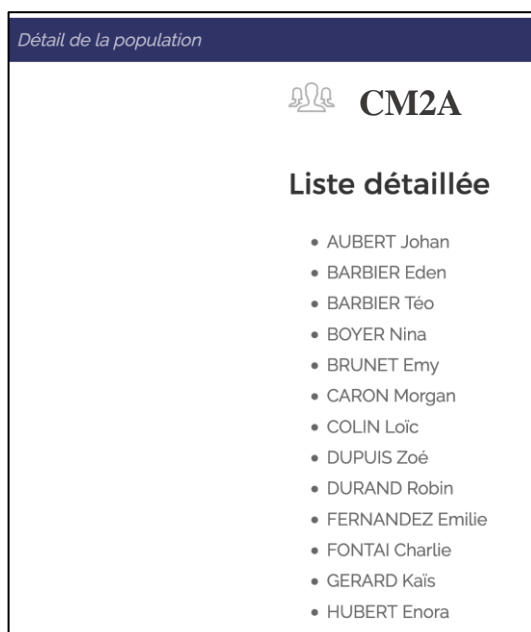 Détail de la population
CM2A
Liste détaillée
• AUBERT Johan
• BARBIER Eden
• BARBIER Téo
• BOYER Nina
• BRUNET Emy
• CARON Morgan
• COLIN Loïc
• DUPUIS Zoé
• DURAND Robin
• FERNANDEZ Emilie
• FONTAI Charlie
• GERARD Kaïs
• HUBERT Enora